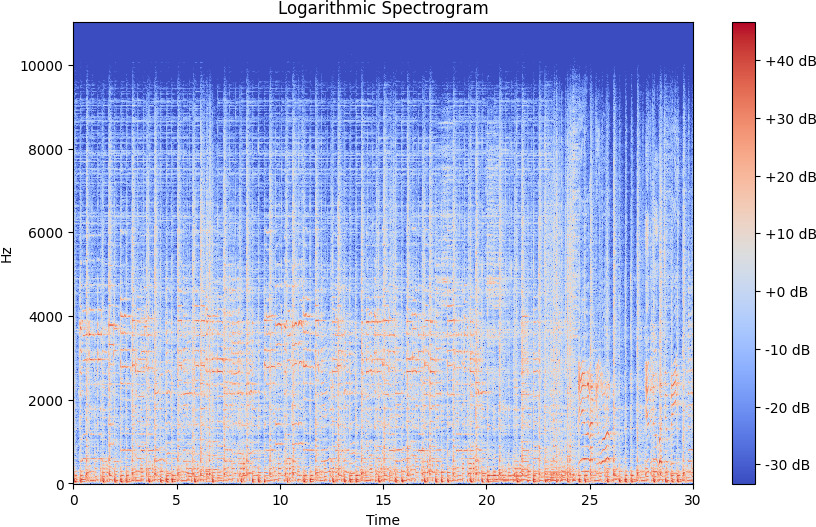 Logarithmic Spectrogram
Hz
10000
8000
6000
4000
2000
0
0 5 10 15 20 25 30
Time
+40 dB
+30 dB
+20 dB
+10 dB
+0 dB
-10 dB
-20 dB
-30 dB